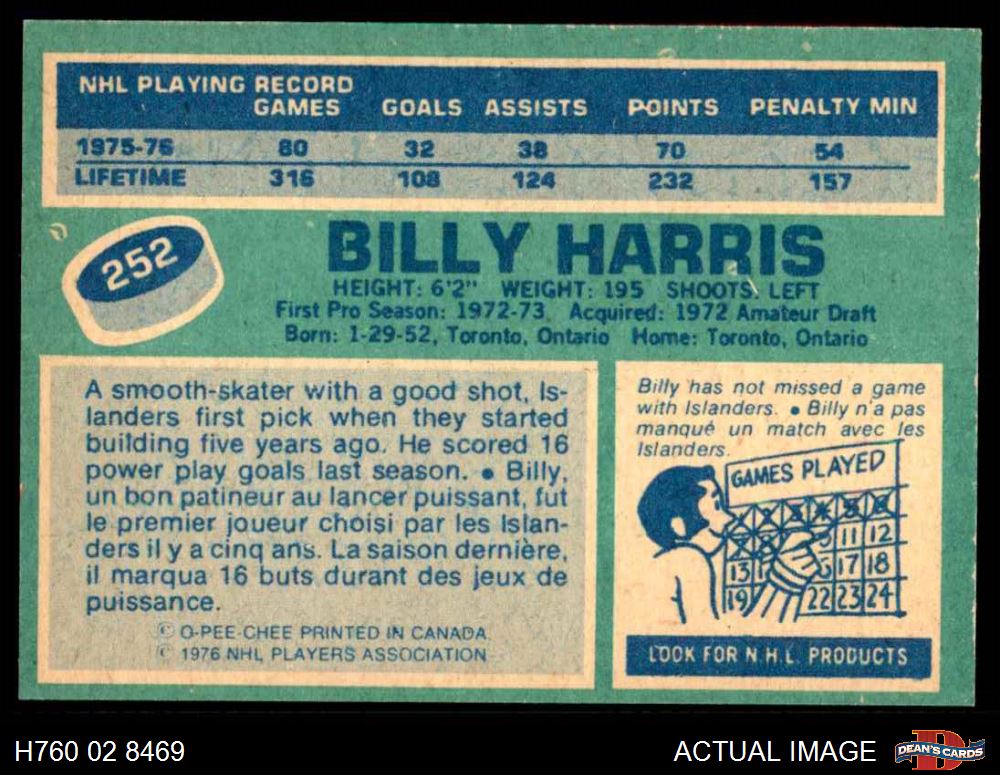 NHL PLAYING RECORD
GAMES GOALS ASSISTS POINTS PENALTY MIN
1975-76 80 32 38 70 54
LIFETIME 316 108 124 232 157
252
BILLY HARRIS
HEIGHT: 6'2" WEIGHT: 195 SHOOTS: LEFT
First Pro Season: 1972-73 Acquired: 1972 Amateur Draft
Born: 1-29-52, Toronto, Ontario Home: Toronto, Ontario
A smooth-skater with a good shot, Is-
landers first pick when they started
building five years ago. He scored 16
power play goals last season. • Billy,
un bon patineur au lancer puissant, fut
le premier joueur choisi par les Islan-
ders il y a cinq ans. La saison dernière,
il marqua 16 buts durant des jeux de
puissance.
© O-PEE-CHEE PRINTED IN CANADA.
© 1976 NHL PLAYERS ASSOCIATION
Billy has not missed a game
with Islanders. • Billy n'a pas
manqué un match avec les
Islanders.
GAMES PLAYED
11 12
13 17 18
19 22 23 24
LOOK FOR N.H.L. PRODUCTS
H760 02 8469
ACTUAL IMAGE
D
DEAN'S CARDS